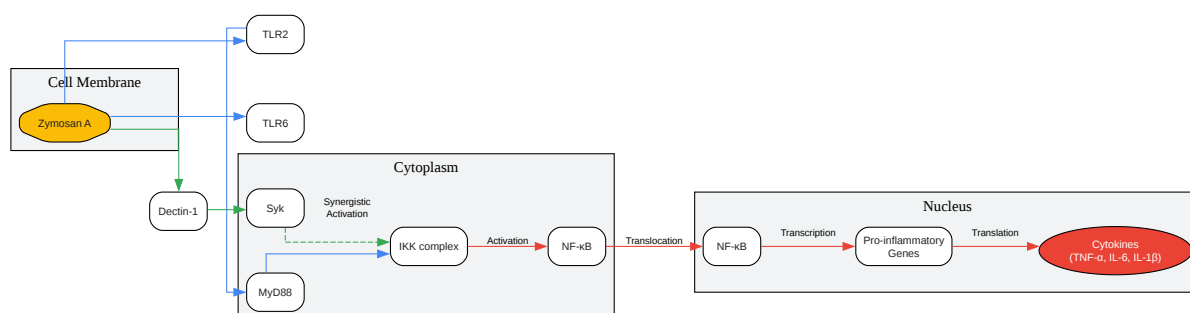 TLR2
Cell Membrane
Zymosan A
TLR6
Cytoplasm
Dectin-1
Syk
Synergistic
Activation
IKK complex
Activation
NF-κB
Translocation
MyD88
Nucleus
NF-κB
Transcription
Pro-inflammatory
Genes
Translation
Cytokines
(TNF-α, IL-6, IL-1β)